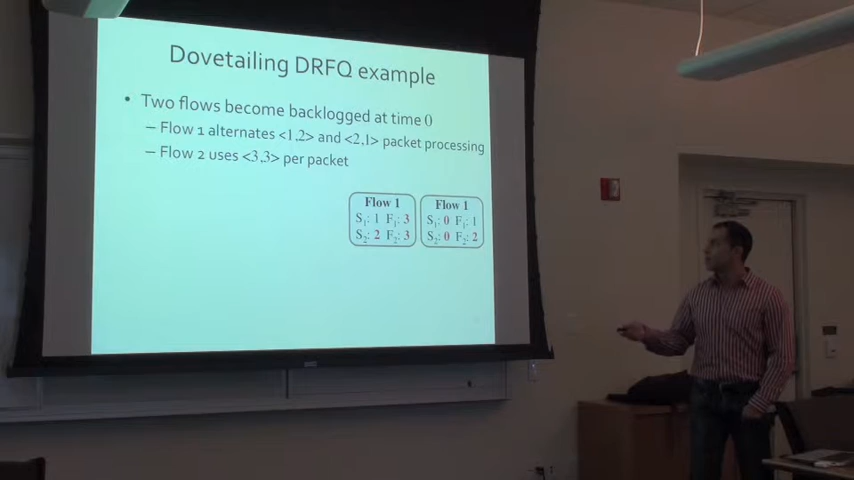 Dovetailing DRFQ example
• Two flows become backlogged at time 0
– Flow 1 alternates <1,2> and <2,1> packet processing
– Flow 2 uses <3,3> per packet
Flow 1
S1: 1 F1: 3
S2: 2 F2: 3
Flow 1
S1: 0 F1: 1
S2: 0 F2: 2